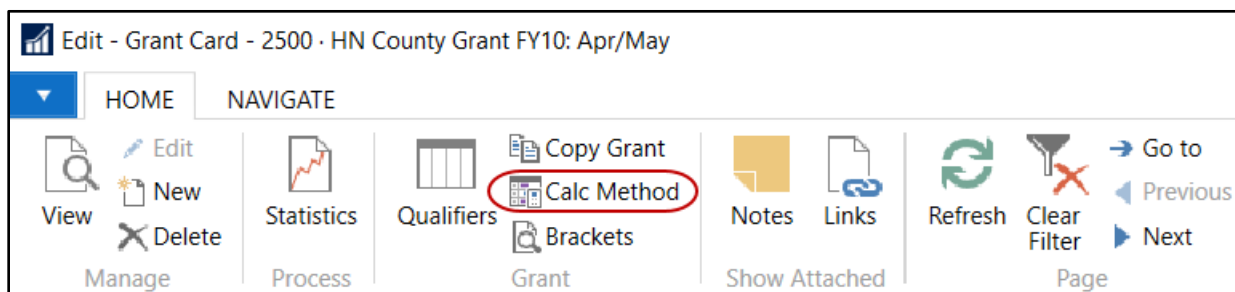 Edit - Grant Card - 2500 · HN County Grant FY10: Apr/May
HOME NAVIGATE
View
Edit
New
Delete
Manage
Statistics
Process
Qualifiers
Copy Grant
Calc Method
Brackets
Grant
Notes
Links
Show Attached
Refresh
Clear
Filter
Go to
Previous
Next
Page